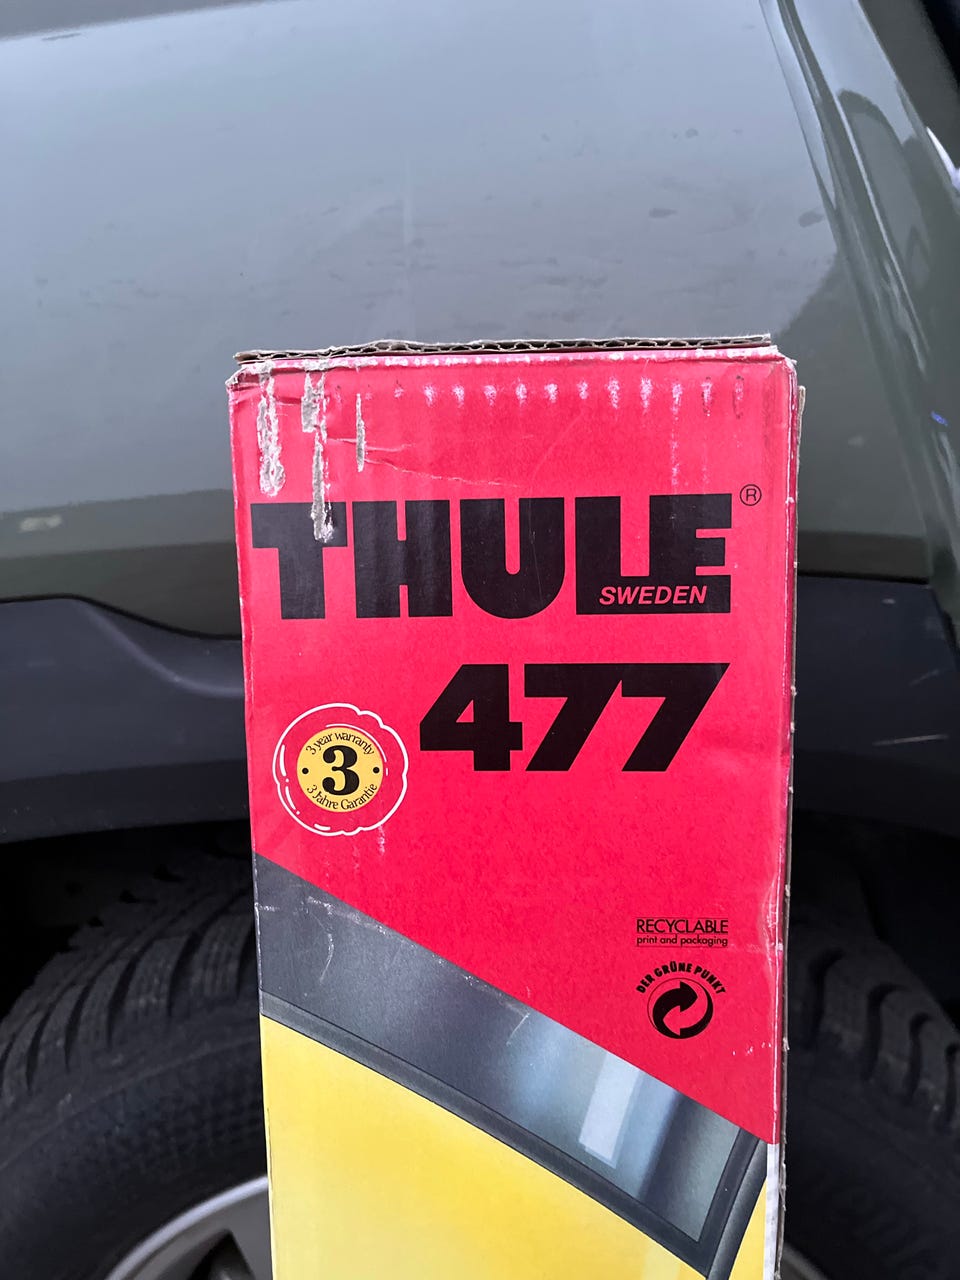 THULE®
SWEDEN
477
3 year warranty
3
3 Jahre Garantie
RECYCLABLE
print and packaging
DER GRÜNE PUNKT